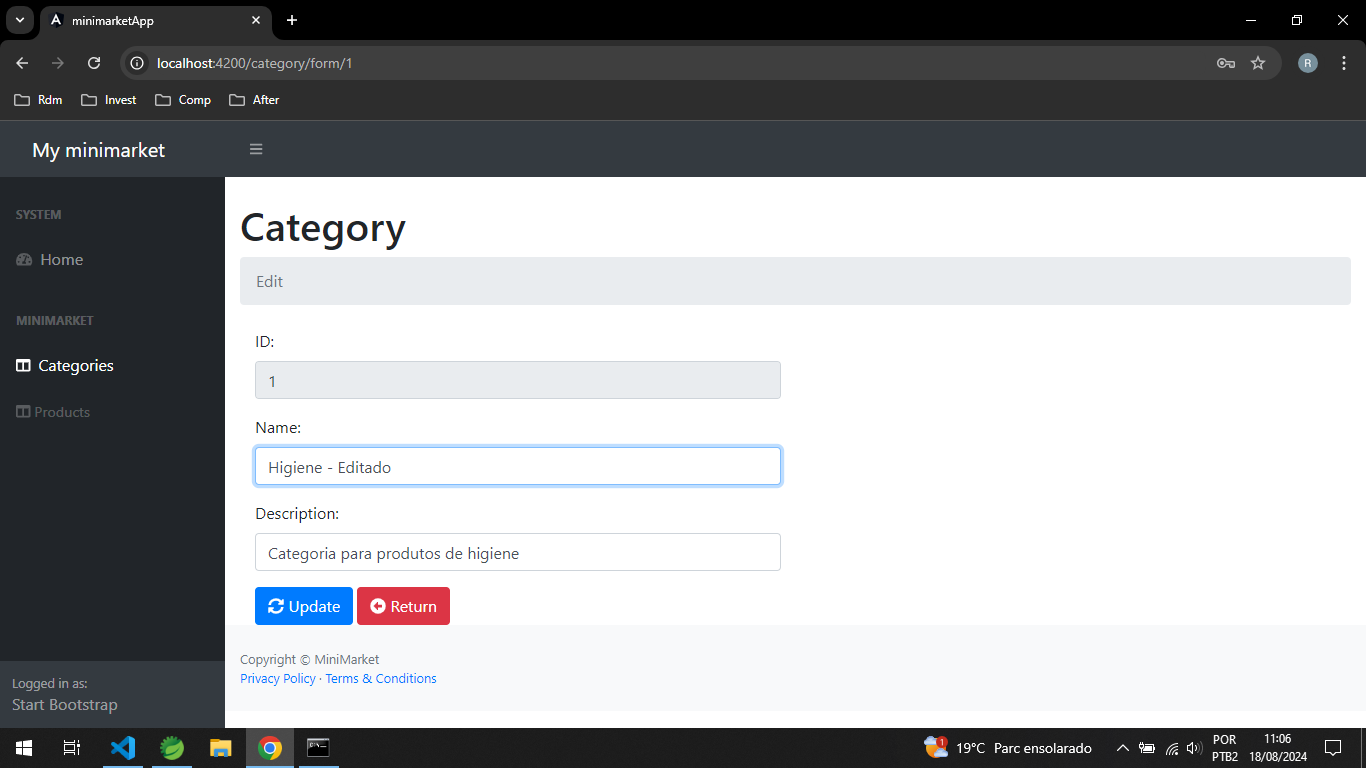 minimarketApp
localhost:4200/category/form/1
R
Rdm Invest Comp After
My minimarket
SYSTEM
Home
MINIMARKET
Categories
Products
Logged in as:
Start Bootstrap
Category
Edit
ID:
1
Name:
Higiene - Editado
Description:
Categoria para produtos de higiene
Update Return
Copyright © MiniMarket
Privacy Policy · Terms & Conditions
1 19°C Parc ensolarado
POR
PTB2
11:06
18/08/2024